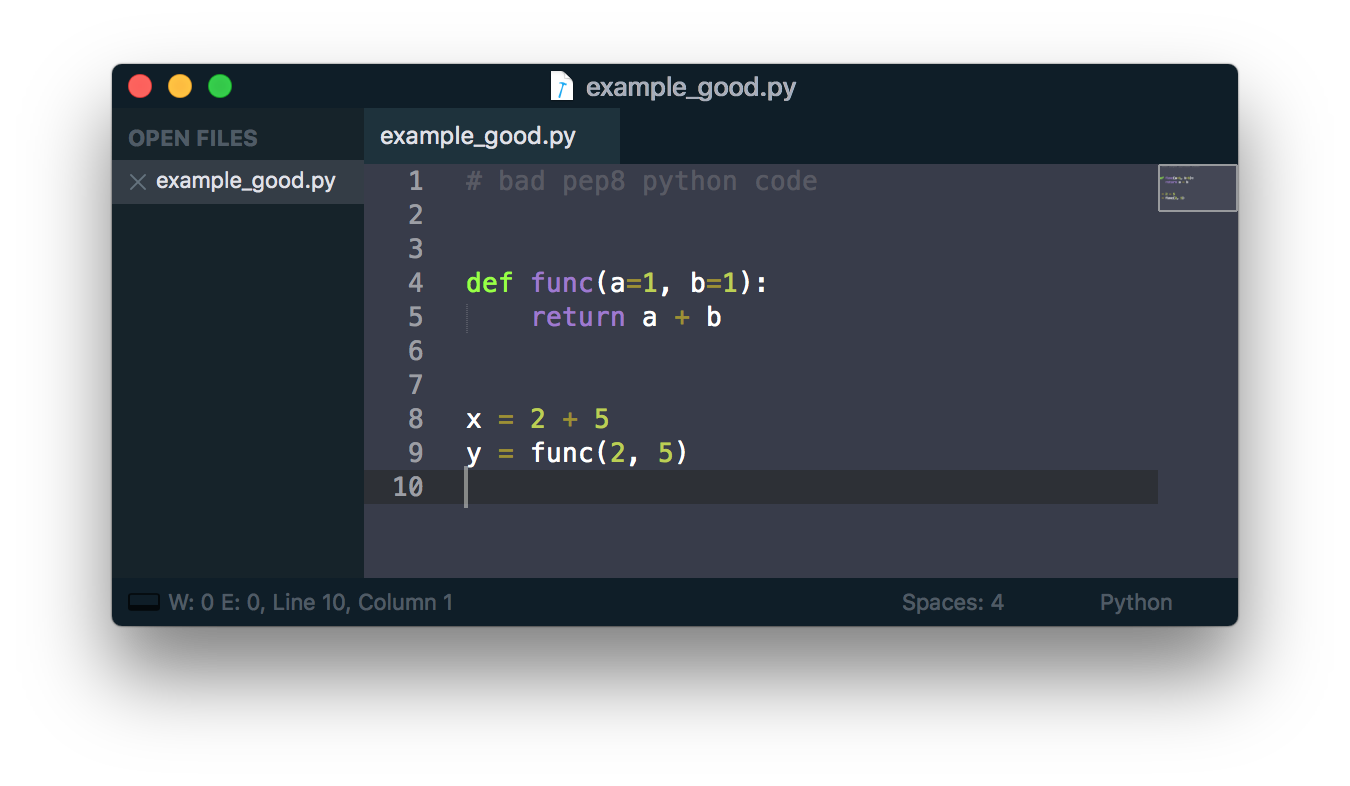 example_good.py
OPEN FILES
example_good.py
example_good.py
1 # bad pep8 python code
2
3
4 def func(a=1, b=1):
5     return a + b
6
7
8 x = 2 + 5
9 y = func(2, 5)
10
W: 0 E: 0, Line 10, Column 1
Spaces: 4
Python